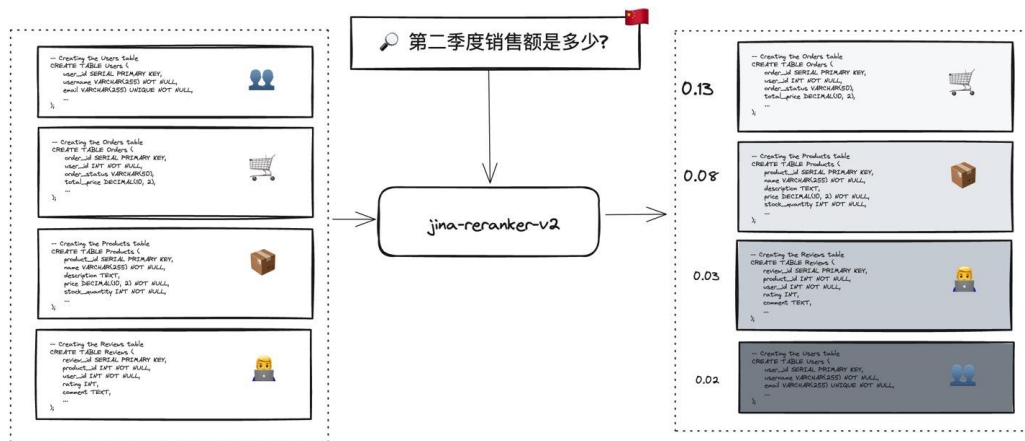 第二季度销售额是多少?
-- Creating the Users table
CREATE TABLE Users (
user_id SERIAL PRIMARY KEY,
username VARCHAR(255) NOT NULL,
email VARCHAR(255) UNIQUE NOT NULL,
...
);
-- Creating the Orders table
CREATE TABLE Orders (
order_id SERIAL PRIMARY KEY,
user_id INT NOT NULL,
order_status VARCHAR(50),
total_price DECIMAL(10, 2),
...
);
-- Creating the Products table
CREATE TABLE Products (
product_id SERIAL PRIMARY KEY,
name VARCHAR(255) NOT NULL,
description TEXT,
price DECIMAL(10, 2) NOT NULL,
stock_quantity INT NOT NULL,
...
);
-- Creating the Reviews table
CREATE TABLE Reviews (
review_id SERIAL PRIMARY KEY,
product_id INT NOT NULL,
user_id INT NOT NULL,
rating INT,
comment TEXT,
...
);
jina-reranker-v2
0.13
-- Creating the Orders table
CREATE TABLE Orders (
order_id SERIAL PRIMARY KEY,
user_id INT NOT NULL,
order_status VARCHAR(50),
total_price DECIMAL(10, 2),
...
);
0.08
-- Creating the Products table
CREATE TABLE Products (
product_id SERIAL PRIMARY KEY,
name VARCHAR(255) NOT NULL,
description TEXT,
price DECIMAL(10, 2) NOT NULL,
stock_quantity INT NOT NULL,
...
);
0.03
-- Creating the Reviews table
CREATE TABLE Reviews (
review_id SERIAL PRIMARY KEY,
product_id INT NOT NULL,
user_id INT NOT NULL,
rating INT,
comment TEXT,
...
);
0.02
-- Creating the Users table
CREATE TABLE Users (
user_id SERIAL PRIMARY KEY,
username VARCHAR(255) NOT NULL,
email VARCHAR(255) UNIQUE NOT NULL,
...
);